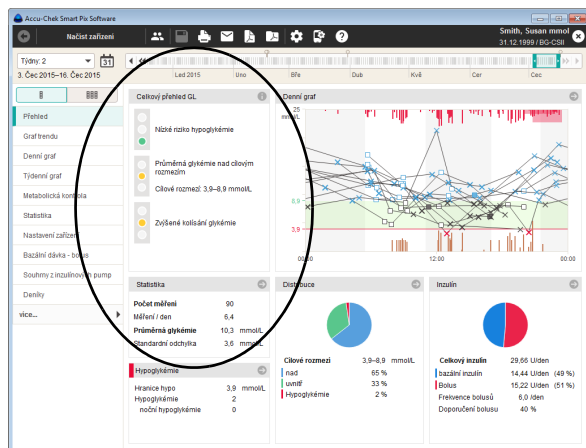 Accu-Chek Smart Pix Software
Načíst zařízení
Smith, Susan mmol
31.12.1999 / BG-CSII
Týdny: 2
31
3. Čec 2015–16. Čec 2015
Led 2015
Úno
Bře
Dub
Kvě
Čer
Čec
Přehled
Graf trendu
Denní graf
Týdenní graf
Metabolická kontrola
Statistika
Nastavení zařízení
Bazální dávka - bolus
Souhrny z inzulínových pump
Deníky
více...
Celkový přehled GL
Nízké riziko hypoglykémie
Průměrná glykémie nad cílovým
rozmezím
Cílové rozmezí: 3,9–8,9 mmol/L
Zvýšené kolísání glykémie
Denní graf
25
mmol/L
8,9
3,9
00:00
12:00
00:00
Statistika
Počet měření 90
Měření / den 6,4
Průměrná glykémie 10,3 mmol/L
Standardní odchylka 3,6 mmol/L
Hypoglykémie
Hranice hypo 3,9 mmol/L
Hypoglykémie 2
noční hypoglykémie 0
Distribuce
Cílové rozmezí 3,9–8,9 mmol/L
nad 65 %
uvnitř 33 %
Hypoglykémie 2 %
Inzulín
Celkový inzulín 29,66 U/den
bazální inzulín 14,44 U/den (49 %)
Bolus 15,22 U/den (51 %)
Frekvence bolusů 6,0 /den
Doporučení bolusu 40 %